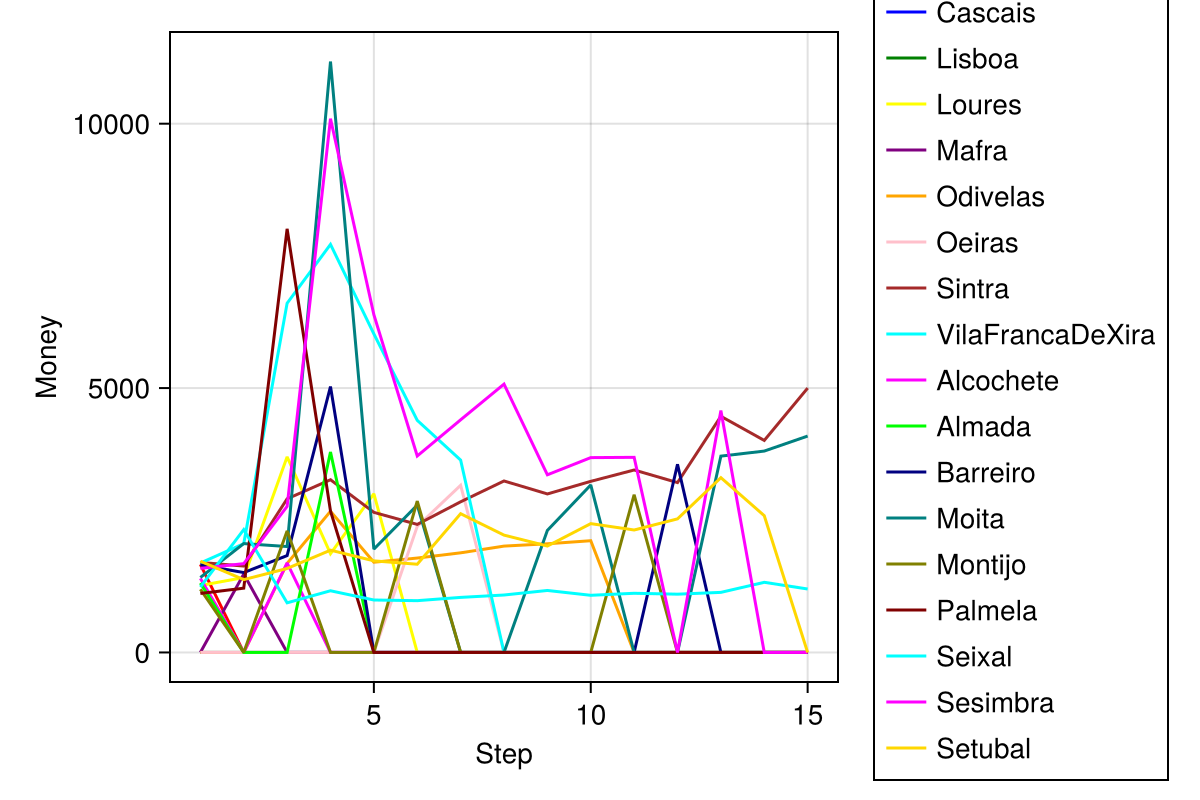 10000
5000
0
Money
5
10
15
Step
Cascais
Lisboa
Loures
Mafra
Odivelas
Oeiras
Sintra
VilaFrancaDeXira
Alcochete
Almada
Barreiro
Moita
Montijo
Palmela
Seixal
Sesimbra
Setubal